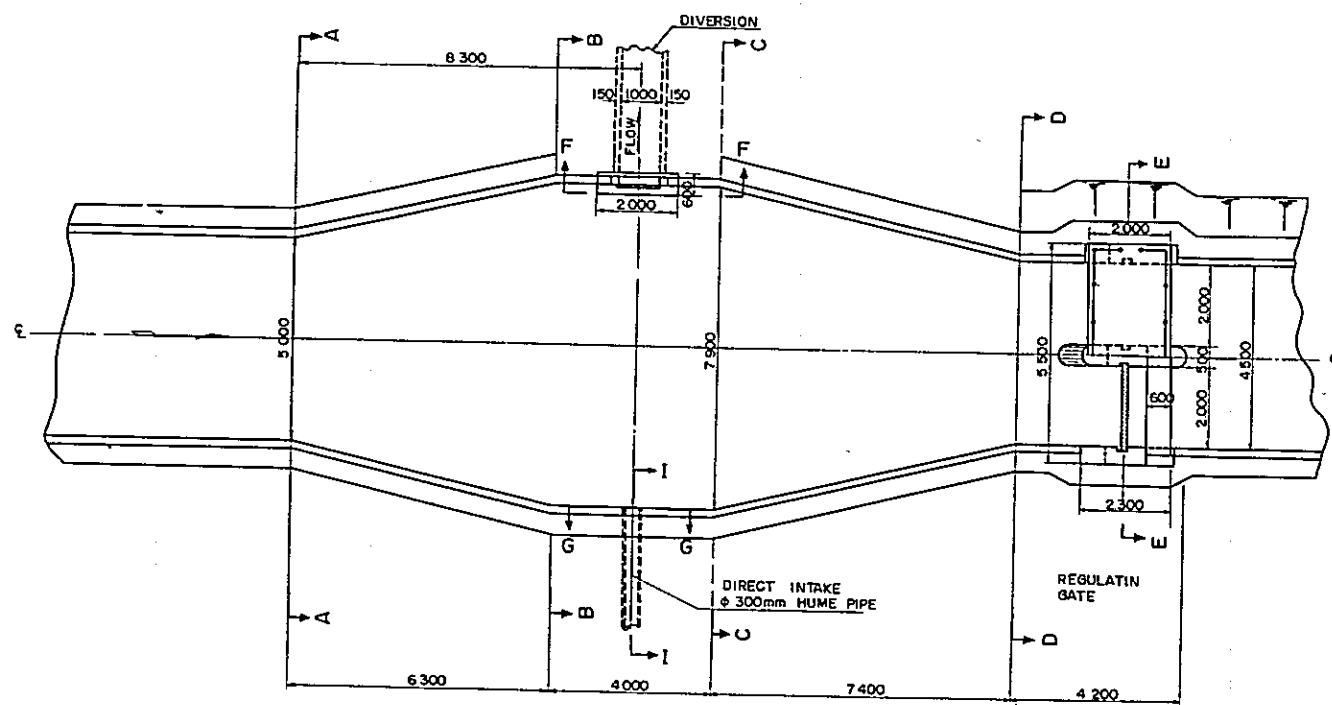 DIVERSION
A
B
C
8 300
150 1000 150
FLOW
D
F
F
E
600
2.000
2.000
℄
5 000
7 900
5 500
2.000
500
2.000
4 500
600
℄
I
G
G
2.300
E
DIRECT INTAKE
φ 300mm HUME PIPE
REGULATIN
GATE
A
B
C
D
I
6 300
4 000
7 400
4 200